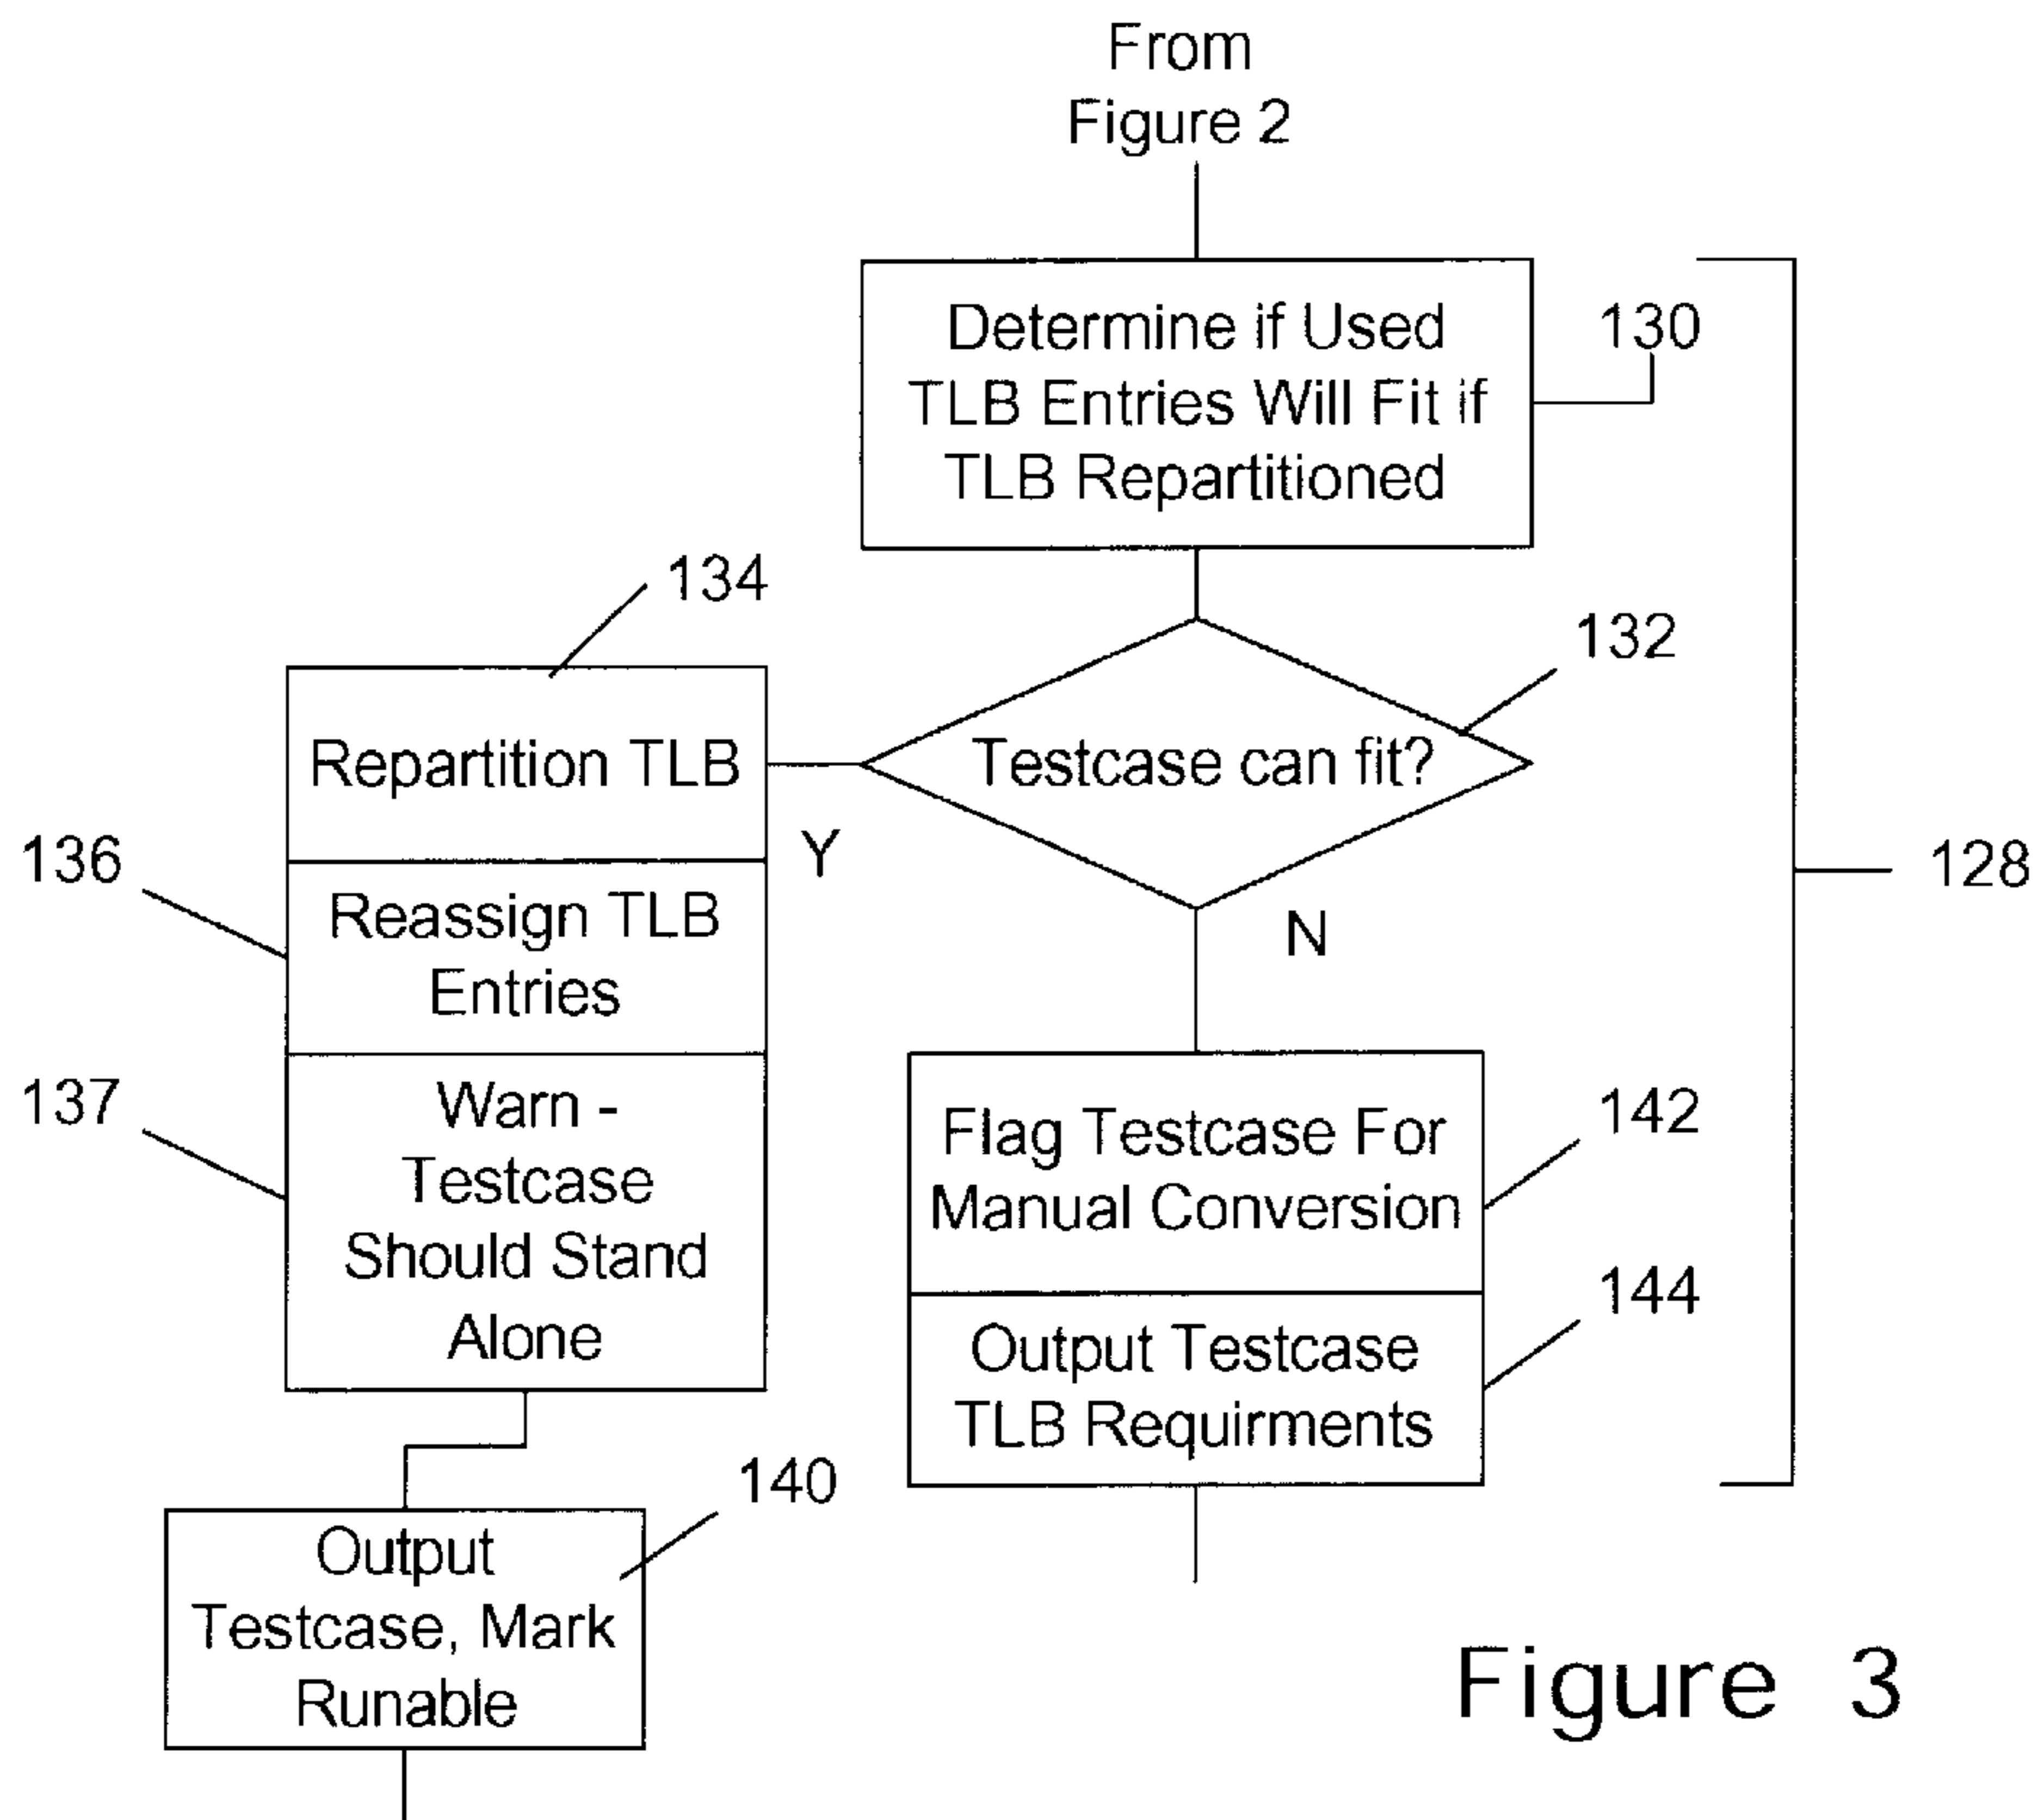 From
Figure 2
Determine if Used
TLB Entries Will Fit if
TLB Repartitioned
130
132
Testcase can fit?
134
Repartition TLB
Y
136
Reassign TLB
Entries
137
Warn -
Testcase
Should Stand
Alone
140
Output
Testcase, Mark
Runable
N
142
Flag Testcase For
Manual Conversion
144
Output Testcase
TLB Requirments
128
Figure 3